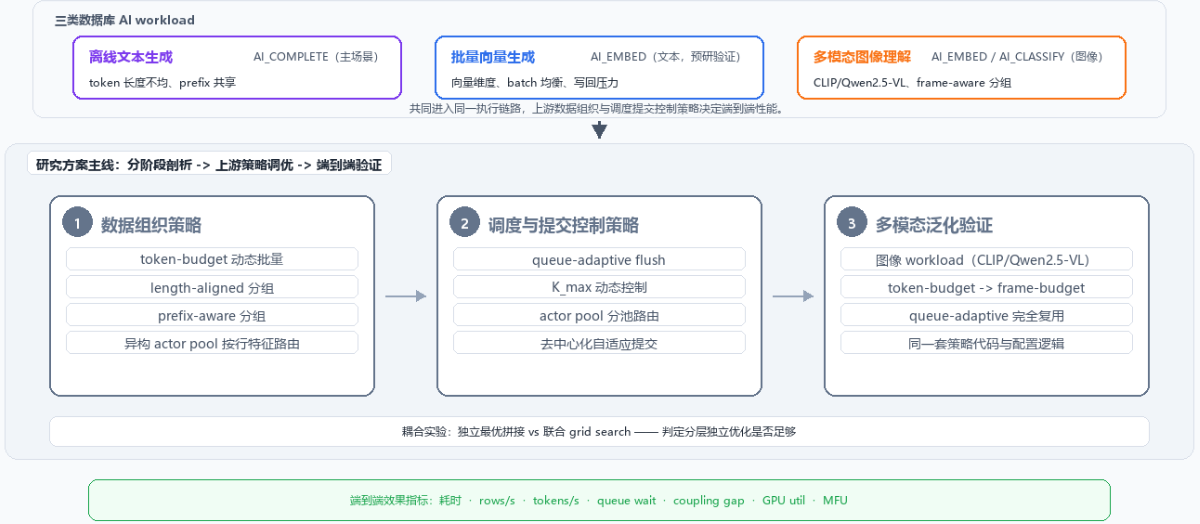 三类数据库 AI workload
离线文本生成 AI_COMPLETE（主场景）
token 长度不均、prefix 共享
批量向量生成 AI_EMBED（文本，预研验证）
向量维度、batch 均衡、写回压力
多模态图像理解 AI_EMBED / AI_CLASSIFY（图像）
CLIP/Qwen2.5-VL、frame-aware 分组
共同进入同一执行链路，上游数据组织与调度提交控制策略决定端到端性能。
研究方案主线：分阶段剖析 -> 上游策略调优 -> 端到端验证
1 数据组织策略
token-budget 动态批量
length-aligned 分组
prefix-aware 分组
异构 actor pool 按行特征路由
2 调度与提交控制策略
queue-adaptive flush
K_max 动态控制
actor pool 分池路由
去中心化自适应提交
3 多模态泛化验证
图像 workload（CLIP/Qwen2.5-VL）
token-budget -> frame-budget
queue-adaptive 完全复用
同一套策略代码与配置逻辑
耦合实验：独立最优拼接 vs 联合 grid search —— 判定分层独立优化是否足够
端到端效果指标：耗时 · rows/s · tokens/s · queue wait · coupling gap · GPU util · MFU